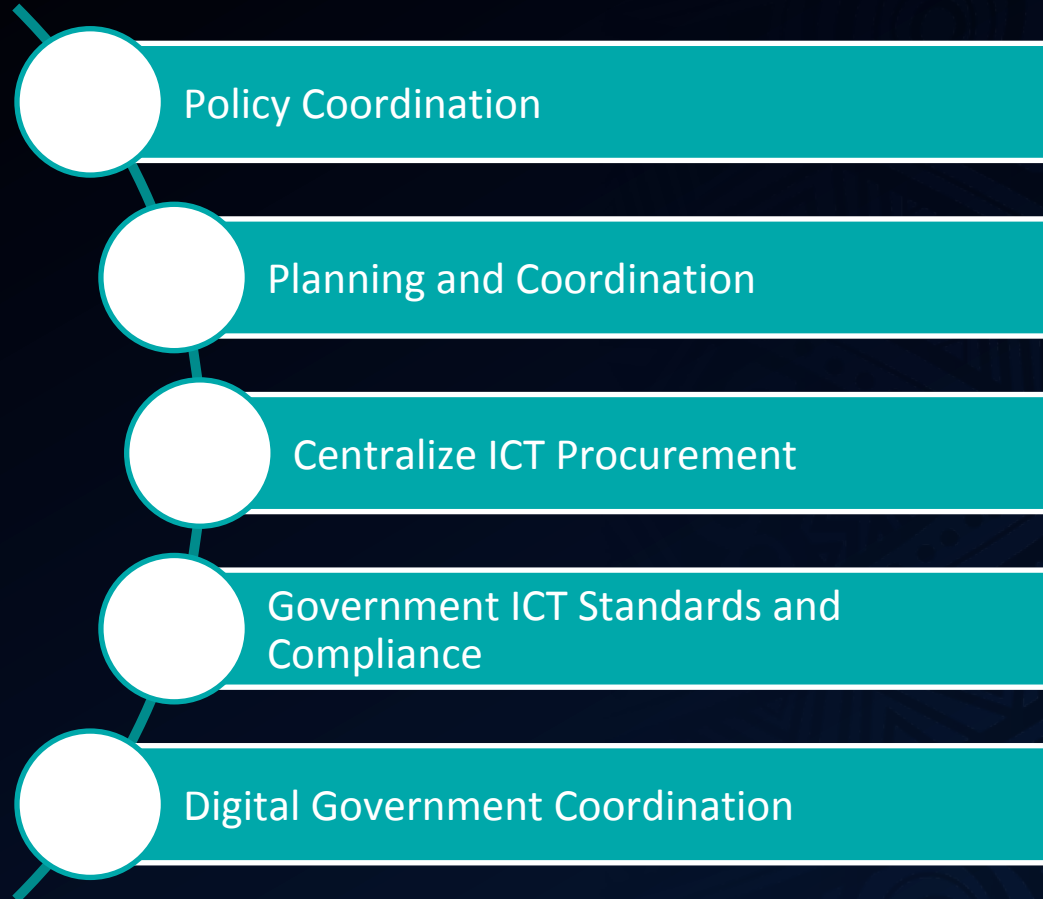 Policy Coordination
Planning and Coordination
Centralize ICT Procurement
Government ICT Standards and
Compliance
Digital Government Coordination